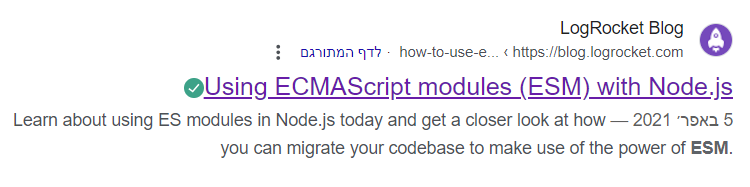 LogRocket Blog
https://blog.logrocket.com › how-to-use-e... · לדף המתורגם
Using ECMAScript modules (ESM) with Node.js
5 באפר׳ 2021 — Learn about using ES modules in Node.js today and get a closer look at how
you can migrate your codebase to make use of the power of ESM.